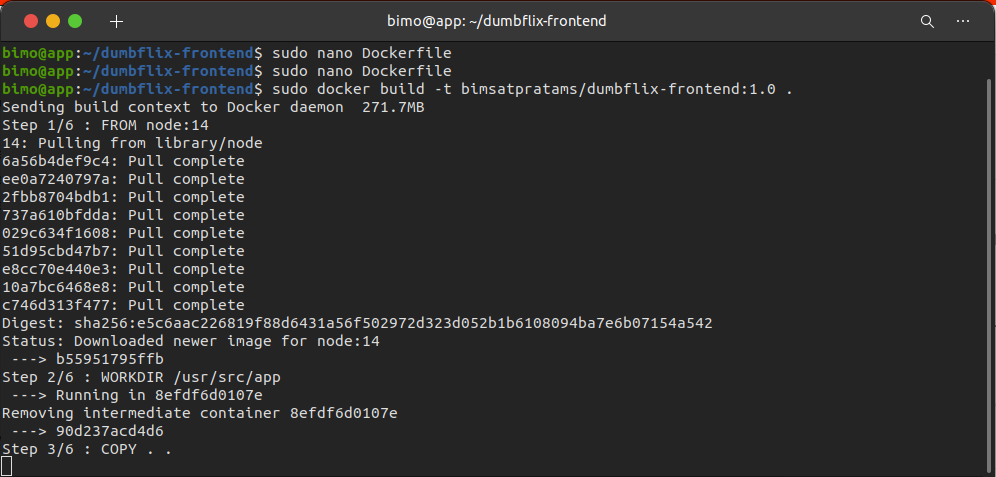 bimo@app: ~/dumbflix-frontend
bimo@app:~/dumbflix-frontend$ sudo nano Dockerfile
bimo@app:~/dumbflix-frontend$ sudo nano Dockerfile
bimo@app:~/dumbflix-frontend$ sudo docker build -t bimsatpratams/dumbflix-frontend:1.0 .
Sending build context to Docker daemon  271.7MB
Step 1/6 : FROM node:14
14: Pulling from library/node
6a56b4def9c4: Pull complete
ee0a7240797a: Pull complete
2fbb8704bdb1: Pull complete
737a610bfdda: Pull complete
029c634f1608: Pull complete
51d95cbd47b7: Pull complete
e8cc70e440e3: Pull complete
10a7bc6468e8: Pull complete
c746d313f477: Pull complete
Digest: sha256:e5c6aac226819f88d6431a56f502972d323d052b1b6108094ba7e6b07154a542
Status: Downloaded newer image for node:14
 ---> b55951795ffb
Step 2/6 : WORKDIR /usr/src/app
 ---> Running in 8efdf6d0107e
Removing intermediate container 8efdf6d0107e
 ---> 90d237acd4d6
Step 3/6 : COPY . .